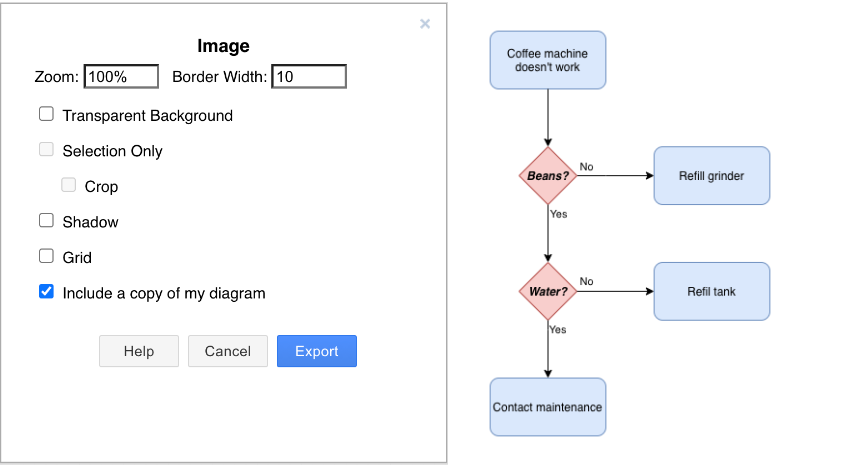 ×
Image
Zoom: 100% Border Width: 10
Transparent Background
Selection Only
Crop
Shadow
Grid
Include a copy of my diagram
Help Cancel Export
Coffee machine
doesn't work
Beans?
No
Refill grinder
Yes
Water?
No
Refil tank
Yes
Contact maintenance